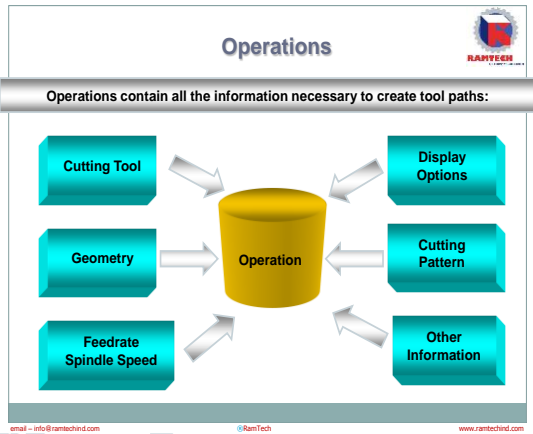 Operations
RAMTECH
Operations contain all the information necessary to create tool paths:
Cutting Tool
Display
Options
Geometry
Operation
Cutting
Pattern
Feedrate
Spindle Speed
Other
Information
email – info@ramtechind.com
®RamTech
www.ramtechind.com